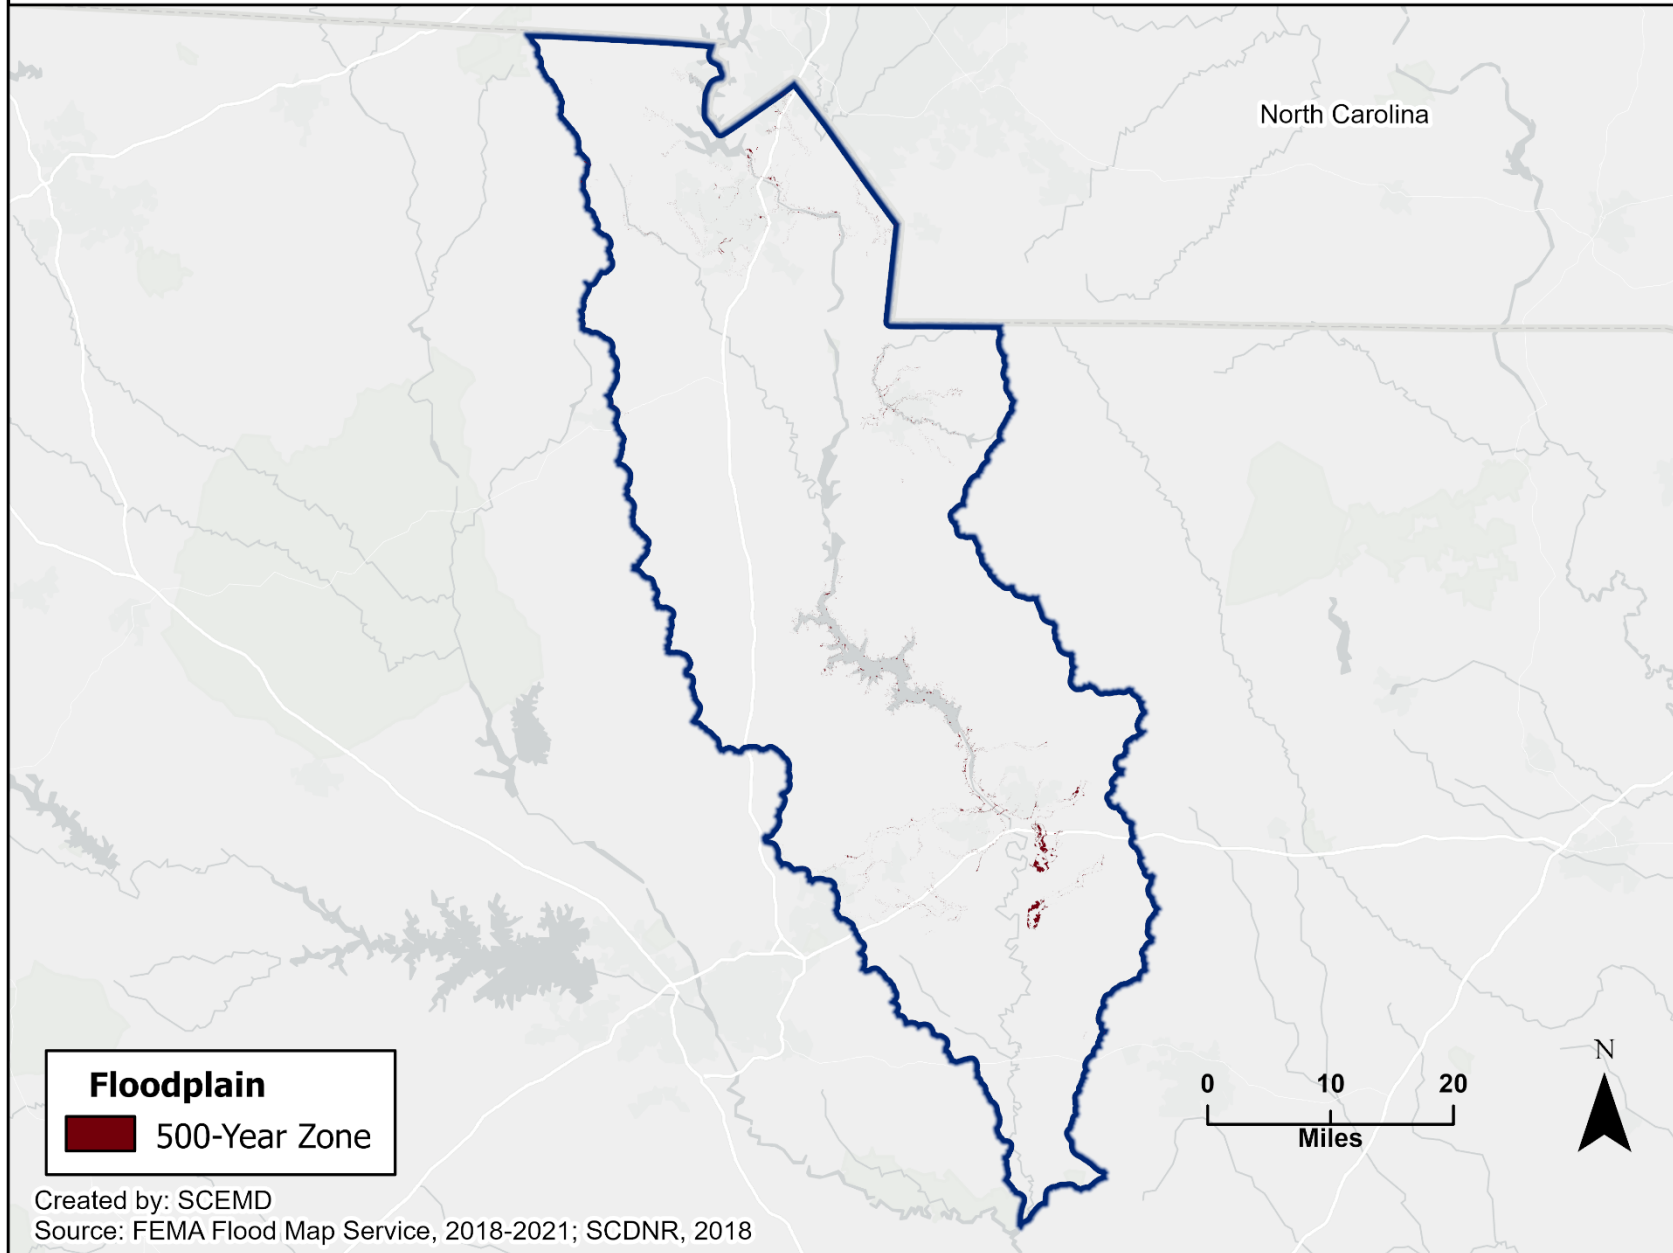 North Carolina
Floodplain
500-Year Zone
N
0 10 20
Miles
Created by: SCEMD
Source: FEMA Flood Map Service, 2018-2021; SCDNR, 2018